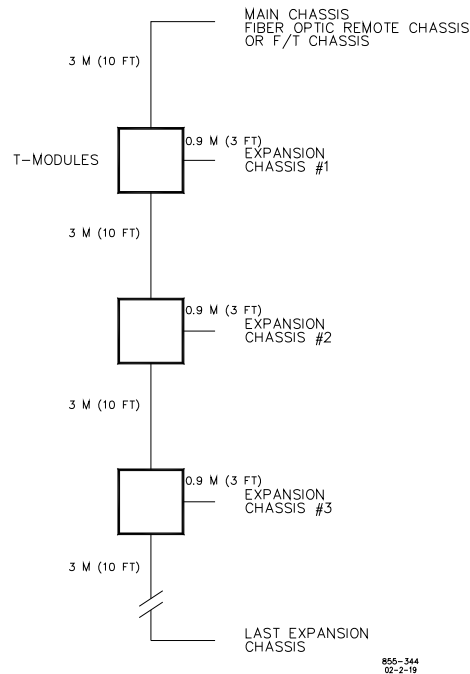 MAIN CHASSIS
FIBER OPTIC REMOTE CHASSIS
OR F/T CHASSIS
3 M (10 FT)
0.9 M (3 FT)
T-MODULES
EXPANSION
CHASSIS #1
3 M (10 FT)
0.9 M (3 FT)
EXPANSION
CHASSIS #2
3 M (10 FT)
0.9 M (3 FT)
EXPANSION
CHASSIS #3
3 M (10 FT)
LAST EXPANSION
CHASSIS
855-344
02-2-19